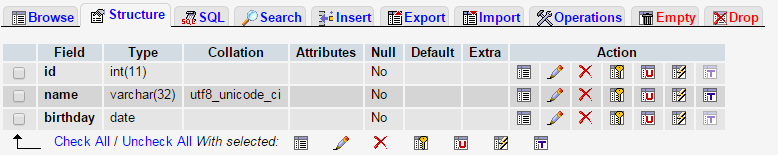 Browse Structure SQL Search Insert Export Import Operations Empty Drop
Field Type Collation Attributes Null Default Extra Action
id int(11) No
name varchar(32) utf8_unicode_ci No
birthday date No
Check All / Uncheck All With selected: